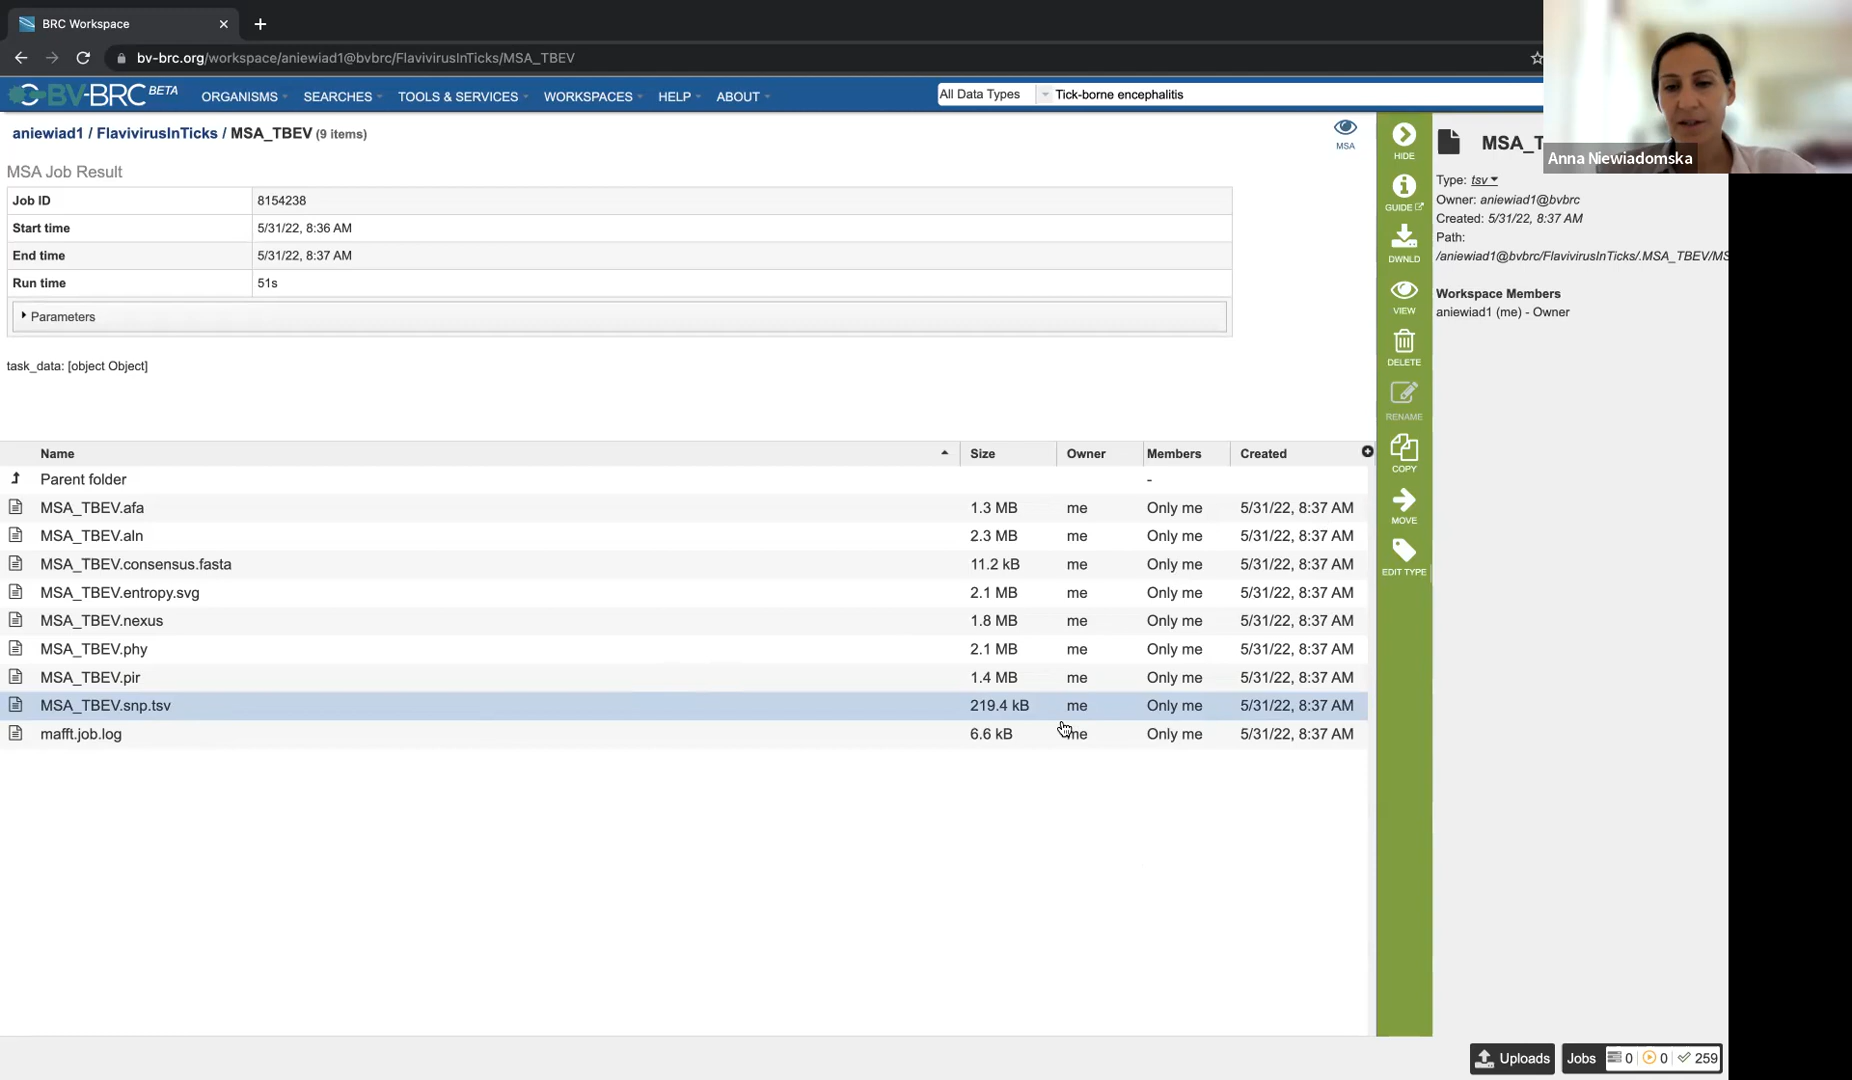 BRC Workspace
bv-brc.org/workspace/aniewiad1@bvbrc/FlavivirusInTicks/MSA_TBEV
BV-BRC BETA ORGANISMS SEARCHES TOOLS & SERVICES WORKSPACES HELP ABOUT All Data Types Tick-borne encephalitis
aniewiad1 / FlavivirusInTicks / MSA_TBEV (9 items)
MSA
MSA Job Result
Job ID 8154238
Start time 5/31/22, 8:36 AM
End time 5/31/22, 8:37 AM
Run time 51s
Parameters
task_data: [object Object]
Name Size Owner Members Created
Parent folder -
MSA_TBEV.afa 1.3 MB me Only me 5/31/22, 8:37 AM
MSA_TBEV.aln 2.3 MB me Only me 5/31/22, 8:37 AM
MSA_TBEV.consensus.fasta 11.2 kB me Only me 5/31/22, 8:37 AM
MSA_TBEV.entropy.svg 2.1 MB me Only me 5/31/22, 8:37 AM
MSA_TBEV.nexus 1.8 MB me Only me 5/31/22, 8:37 AM
MSA_TBEV.phy 2.1 MB me Only me 5/31/22, 8:37 AM
MSA_TBEV.pir 1.4 MB me Only me 5/31/22, 8:37 AM
MSA_TBEV.snp.tsv 219.4 kB me Only me 5/31/22, 8:37 AM
mafft.job.log 6.6 kB me Only me 5/31/22, 8:37 AM
HIDE
GUIDE
DWNLD
VIEW
DELETE
RENAME
COPY
MOVE
EDIT TYPE
MSA_T
Anna Niewiadomska
Type: tsv
Owner: aniewiad1@bvbrc
Created: 5/31/22, 8:37 AM
Path:
/aniewiad1@bvbrc/FlavivirusInTicks/.MSA_TBEV/MS
Workspace Members
aniewiad1 (me) - Owner
Uploads Jobs 0 0 259